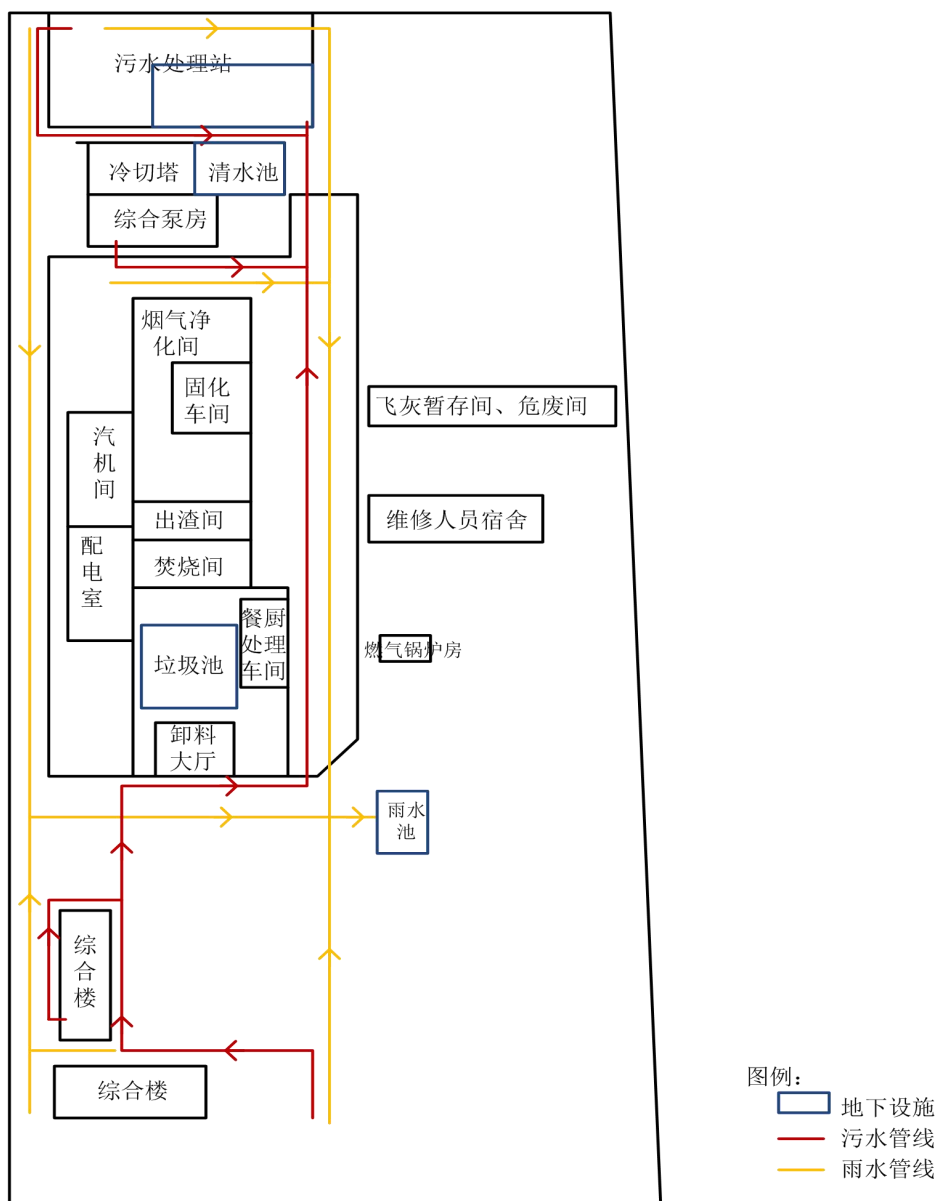 污水处理站
冷切塔
清水池
综合泵房
烟气净
化间
固化
车间
飞灰暂存间、危废间
汽
机
间
出渣间
维修人员宿舍
配
电
室
焚烧间
餐厨
处理
车间
垃圾池
燃气锅炉房
卸料
大厅
雨水
池
综
合
楼
综合楼
图例：
地下设施
污水管线
雨水管线